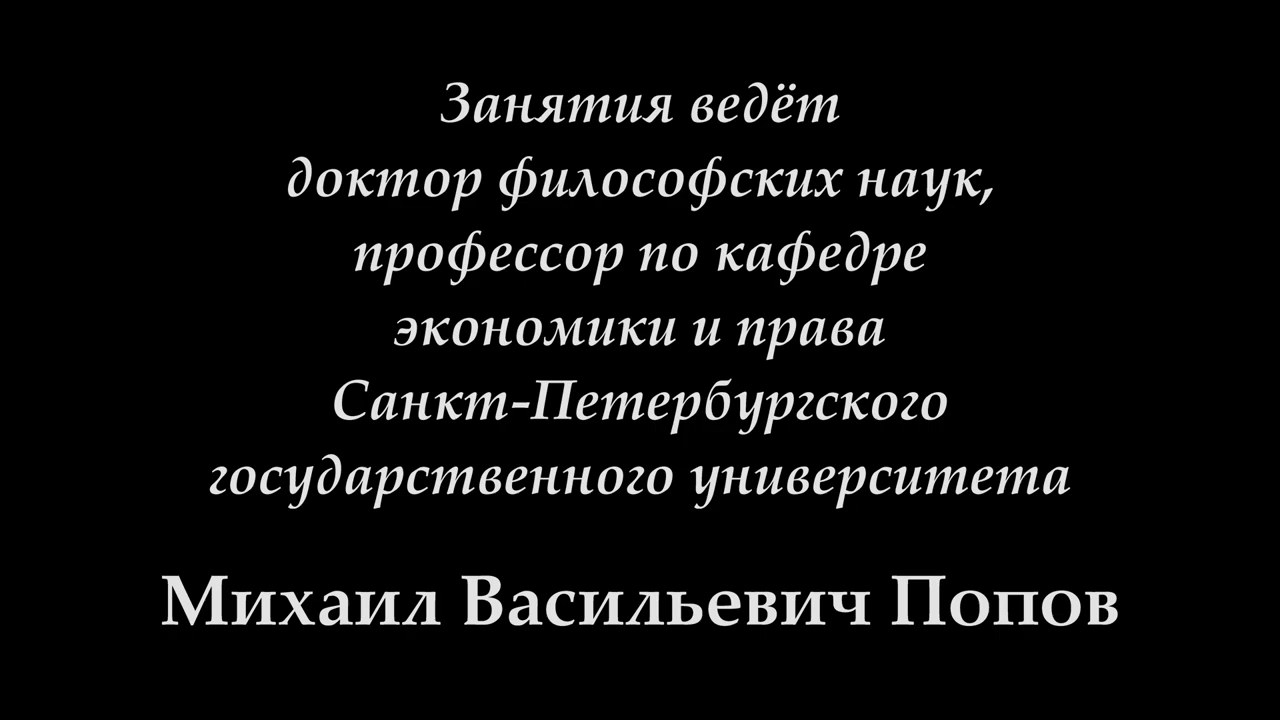 Занятия ведёт
доктор философских наук,
профессор по кафедре
экономики и права
Санкт-Петербургского
государственного университета
Михаил Васильевич Попов